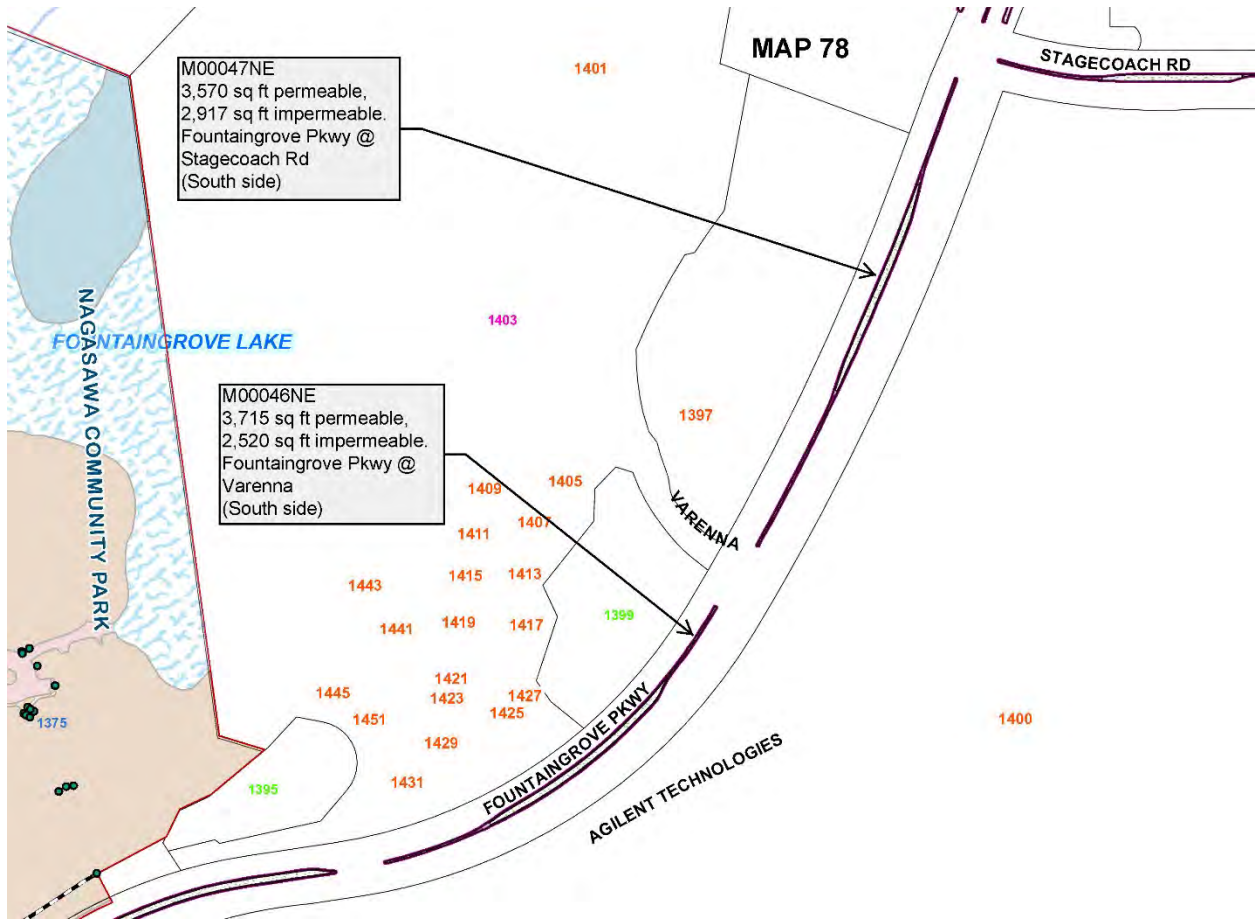 MAP 78
STAGECOACH RD
M00047NE
3,570 sq ft permeable,
2,917 sq ft impermeable.
Fountaingrove Pkwy @
Stagecoach Rd
(South side)
1401
1403
NAGASAWA COMMUNITY PARK
FOUNTAINGROVE LAKE
M00046NE
3,715 sq ft permeable,
2,520 sq ft impermeable.
Fountaingrove Pkwy @
Varenna
(South side)
1397
1405
1409
VARENNA
1407
1411
1415
1413
1443
1399
1419
1417
1441
1421
1445
1423
1427
1425
1451
1375
1400
1429
FOUNTAINGROVE PKWY
AGILENT TECHNOLOGIES
1431
1395